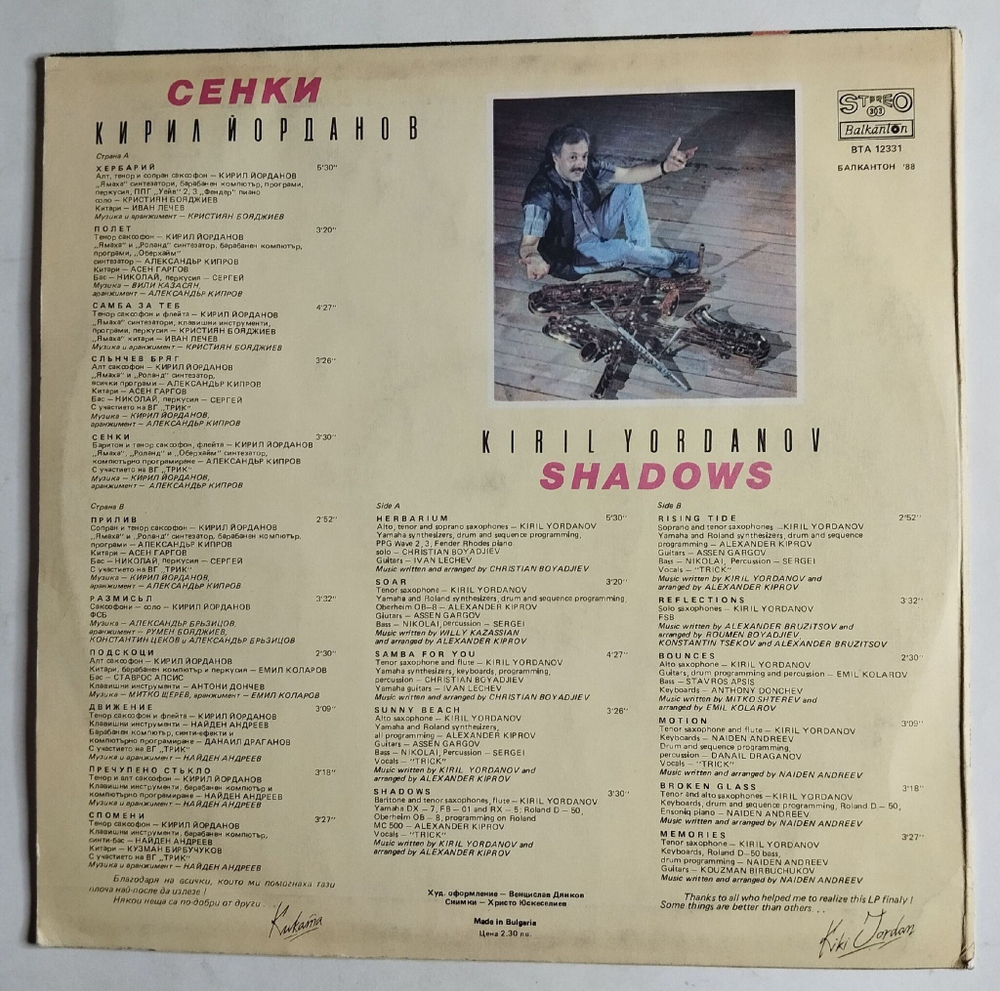 СЕНКИ
КИРИЛ ЙОРДАНОВ
Страна А
ХЕРБАРИЙ 5'30"
Алт, тенор и сопран саксофон — КИРИЛ ЙОРДАНОВ
„Ямаха" синтезатори, барабанен компютър, програми,
перкусия, ППГ „Уейв" 2, 3 „Фендър" пиано
соло — КРИСТИЯН БОЯДЖИЕВ
Китари — ИВАН ЛЕЧЕВ
Музика и аранжимент — КРИСТИЯН БОЯДЖИЕВ
ПОЛЕТ 3'20"
Тенор саксофон — КИРИЛ ЙОРДАНОВ
„Ямаха" и „Роланд" синтезатор, барабанен компютър,
програми, „Оберхайм"
синтезатор — АЛЕКСАНДЪР КИПРОВ
Китари — АСЕН ГАРГОВ
Бас — НИКОЛАЙ, перкусия — СЕРГЕЙ
Музика — ВИЛИ КАЗАСЯН,
аранжимент — АЛЕКСАНДЪР КИПРОВ
САМБА ЗА ТЕБ 4'27"
Тенор саксофон и флейта — КИРИЛ ЙОРДАНОВ
„Ямаха" синтезатори, клавишни инструменти,
програми, перкусия — КРИСТИЯН БОЯДЖИЕВ
„Ямаха" китари — ИВАН ЛЕЧЕВ
Музика и аранжимент — КРИСТИЯН БОЯДЖИЕВ
СЛЪНЧЕВ БРЯГ 3'26"
Алт саксофон — КИРИЛ ЙОРДАНОВ
„Ямаха" и „Роланд" синтезатор,
всички програми — АЛЕКСАНДЪР КИПРОВ
Китари — АСЕН ГАРГОВ
Бас — НИКОЛАЙ, перкусия — СЕРГЕЙ
С участието на ВГ „ТРИК"
Музика — КИРИЛ ЙОРДАНОВ,
аранжимент — АЛЕКСАНДЪР КИПРОВ
СЕНКИ 3'30"
Баритон и тенор саксофон, флейта — КИРИЛ ЙОРДАНОВ
„Ямаха", „Роланд" и „Оберхайм" синтезатор,
компютърно програмиране — АЛЕКСАНДЪР КИПРОВ
С участието на ВГ „ТРИК"
Музика — КИРИЛ ЙОРДАНОВ,
аранжимент — АЛЕКСАНДЪР КИПРОВ
Страна В
ПРИЛИВ 2'52"
Сопран и тенор саксофон — КИРИЛ ЙОРДАНОВ
„Ямаха" и „Роланд" синтезатор, барабанен компютър,
програми — АЛЕКСАНДЪР КИПРОВ
Китари — АСЕН ГАРГОВ
Бас — НИКОЛАЙ, перкусия — СЕРГЕЙ
С участието на ВГ „ТРИК"
Музика — КИРИЛ ЙОРДАНОВ,
аранжимент — АЛЕКСАНДЪР КИПРОВ
РАЗМИСЪЛ 3'32"
Саксофони — соло — КИРИЛ ЙОРДАНОВ
ФСБ
Музика — АЛЕКСАНДЪР БРЪЗИЦОВ,
аранжимент — РУМЕН БОЯДЖИЕВ,
КОНСТАНТИН ЦЕКОВ и АЛЕКСАНДЪР БРЪЗИЦОВ
ПОДСКОЦИ 2'30"
Алт саксофон — КИРИЛ ЙОРДАНОВ
Китари, барабанен компютър и перкусия — ЕМИЛ КОЛАРОВ
Бас — СТАВРОС АПСИС
Клавишни инструменти — АНТОНИ ДОНЧЕВ
Музика — МИТКО ЩЕРЕВ, аранжимент — ЕМИЛ КОЛАРОВ
ДВИЖЕНИЕ 3'09"
Тенор саксофон и флейта — КИРИЛ ЙОРДАНОВ
Клавишни инструменти — НАЙДЕН АНДРЕЕВ
Барабанен компютър, синти-ефекти и
компютърно програмиране — ДАНАИЛ ДРАГАНОВ
С участието на ВГ „ТРИК"
Музика и аранжимент — НАЙДЕН АНДРЕЕВ
ПРЕЧУПЕНО СТЪКЛО 3'18"
Тенор и алт саксофон — КИРИЛ ЙОРДАНОВ
Клавишни инструменти, барабанен компютър и
компютърно програмиране — НАЙДЕН АНДРЕЕВ
Музика и аранжимент — НАЙДЕН АНДРЕЕВ
СПОМЕНИ 3'27"
Тенор саксофон — КИРИЛ ЙОРДАНОВ
Клавишни инструменти, барабанен компютър,
синти-бас — НАЙДЕН АНДРЕЕВ
Китари — КУЗМАН БИРБУЧУКОВ
С участието на ВГ „ТРИК"
Музика и аранжимент — НАЙДЕН АНДРЕЕВ
Благодаря на всички, които ми помогнаха тази
плоча най-после да излезе!
Някои неща са по-добри от други .
Киката
STEREO
303
Balkanton
ВТА 12331
БАЛКАНТОН '88
KIRIL YORDANOV
SHADOWS
Side A
HERBARIUM 5'30"
Alto, tenor and soprano saxophones — KIRIL YORDANOV
Yamaha synthesizers, drum and sequence programming,
PPG Wave 2, 3, Fender Rhodes piano
solo — CHRISTIAN BOYADJIEV
Guitars — IVAN LECHEV
Music written and arranged by CHRISTIAN BOYADJIEV
SOAR 3'20"
Tenor saxophone — KIRIL YORDANOV
Yamaha and Roland synthesizers, drum and sequence programming,
Oberheim OB—8 — ALEXANDER KIPROV
Giutars — ASSEN GARGOV
Bass — NIKOLAI, percussion — SERGEI
Music written by WILLY KAZASSIAN
and arranged by ALEXANDER KIPROV
SAMBA FOR YOU 4'27"
Tenor saxophone and flute — KIRIL YORDANOV
Yamaha synthesizers, keyboards, programming,
percussion — CHRISTIAN BOYADJIEV
Yamaha guitars — IVAN LECHEV
Music written and arranged by CHRISTIAN BOYADJIEV
SUNNY BEACH 3'26"
Alto saxophone — KIRIL YORDANOV
Yamaha and Roland synthesizers,
all programming — ALEXANDER KIPROV
Guitars — ASSEN GARGOV
Bass — NIKOLAI, Percussion — SERGEI
Vocals — "TRICK"
Music written by KIRIL YORDANOV and
arranged by ALEXANDER KIPROV
SHADOWS 3'30"
Baritone and tenor saxophones, flute — KIRIL YORDANOV
Yamaha DX — 7, FB — 01 and RX — 5; Roland D — 50,
Oberheim OB — 8, programming on Roland
MC 500 — ALEXANDER KIPROV
Vocals — "TRICK"
Music written by KIRIL YORDANOV and
arranged by ALEXANDER KIPROV
Side B
RISING TIDE 2'52"
Soprano and tenor saxophones — KIRIL YORDANOV
Yamaha and Roland synthesizers, drum and sequence
programming — ALEXANDER KIPROV
Guitars — ASSEN GARGOV
Bass — NIKOLAI, Percussion — SERGEI
Vocals — "TRICK"
Music written by KIRIL YORDANOV and
arranged by ALEXANDER KIPROV
REFLECTIONS 3'32"
Solo saxophones — KIRIL YORDANOV
FSB
Music written by ALEXANDER BRUZITSOV and
arranged by ROUMEN BOYADJIEV,
KONSTANTIN TSEKOV and ALEXANDER BRUZITSOV
BOUNCES 2'30"
Alto saxophone — KIRIL YORDANOV
Guitars, drum programming and percussion — EMIL KOLAROV
Bass — STAVROS APSIS
Keyboards — ANTHONY DONCHEV
Music written by MITKO SHTEREV and
arranged by EMIL KOLAROV
MOTION 3'09"
Tenor saxophone and flute — KIRIL YORDANOV
Keyboards — NAIDEN ANDREEV
Drum and sequence programming,
percussion — DANAIL DRAGANOV
Vocals — "TRICK"
Music written and arranged by NAIDEN ANDREEV
BROKEN GLASS 3'18"
Tenor and alto saxophones — KIRIL YORDANOV
Keyboards, drum and sequence programming, Roland D — 50,
Ensoniq piano — NAIDEN ANDREEV
Music written and arranged by NAIDEN ANDREEV
MEMORIES 3'27"
Tenor saxophone — KIRIL YORDANOV
Keyboards, Roland D—50 bass,
drum programming — NAIDEN ANDREEV
Guitars — KOUZMAN BIRBUCHUKOV
Music written and arranged by NAIDEN ANDREEV
Thanks to all who helped me to realize this LP finaly!
Some things are better than others. . .
Kiki Jordan
Худ. оформление — Венцислав Дянков
Снимки — Христо Юскеселиев
Made in Bulgaria
Цена 2.30 лв.